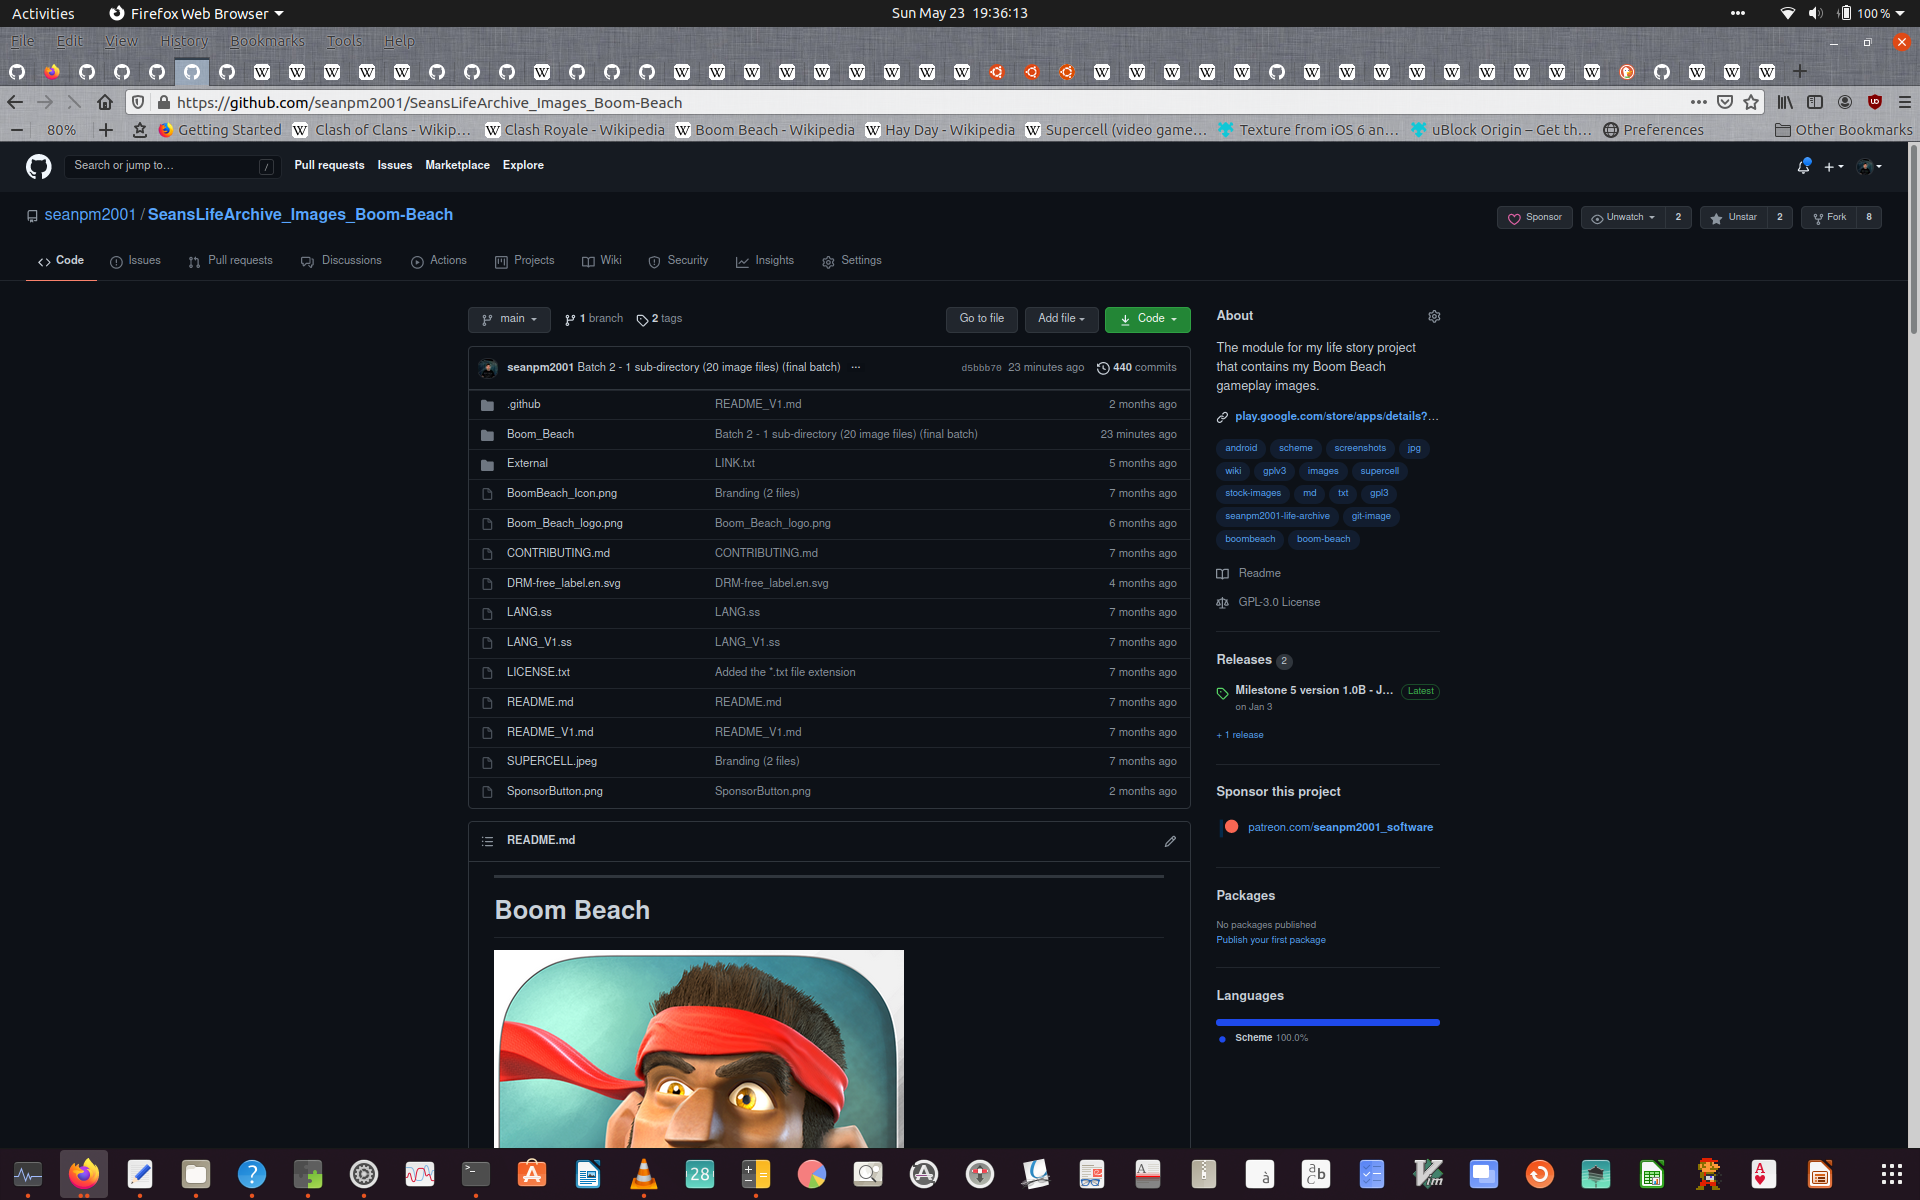 Activities Firefox Web Browser Sun May 23 19:36:13 100 %
File Edit View History Bookmarks Tools Help
https://github.com/seanpm2001/SeansLifeArchive_Images_Boom-Beach
80% Getting Started Clash of Clans - Wikip… Clash Royale - Wikipedia Boom Beach - Wikipedia Hay Day - Wikipedia Supercell (video game… Texture from iOS 6 an… uBlock Origin – Get th… Preferences Other Bookmarks
Search or jump to… / Pull requests Issues Marketplace Explore
seanpm2001 / SeansLifeArchive_Images_Boom-Beach Sponsor Unwatch 2 Unstar 2 Fork 8
Code Issues Pull requests Discussions Actions Projects Wiki Security Insights Settings
main 1 branch 2 tags Go to file Add file Code
seanpm2001 Batch 2 - 1 sub-directory (20 image files) (final batch) ... d5bbb70 23 minutes ago 440 commits
.github README_V1.md 2 months ago
Boom_Beach Batch 2 - 1 sub-directory (20 image files) (final batch) 23 minutes ago
External LINK.txt 5 months ago
BoomBeach_Icon.png Branding (2 files) 7 months ago
Boom_Beach_logo.png Boom_Beach_logo.png 6 months ago
CONTRIBUTING.md CONTRIBUTING.md 7 months ago
DRM-free_label.en.svg DRM-free_label.en.svg 4 months ago
LANG.ss LANG.ss 7 months ago
LANG_V1.ss LANG_V1.ss 7 months ago
LICENSE.txt Added the *.txt file extension 7 months ago
README.md README.md 7 months ago
README_V1.md README_V1.md 7 months ago
SUPERCELL.jpeg Branding (2 files) 7 months ago
SponsorButton.png SponsorButton.png 2 months ago
README.md
Boom Beach
About
The module for my life story project
that contains my Boom Beach
gameplay images.
play.google.com/store/apps/details?…
android scheme screenshots jpg
wiki gplv3 images supercell
stock-images md txt gpl3
seanpm2001-life-archive git-image
boombeach boom-beach
Readme
GPL-3.0 License
Releases 2
Milestone 5 version 1.0B - J… Latest
on Jan 3
+ 1 release
Sponsor this project
patreon.com/seanpm2001_software
Packages
No packages published
Publish your first package
Languages
Scheme 100.0%
28